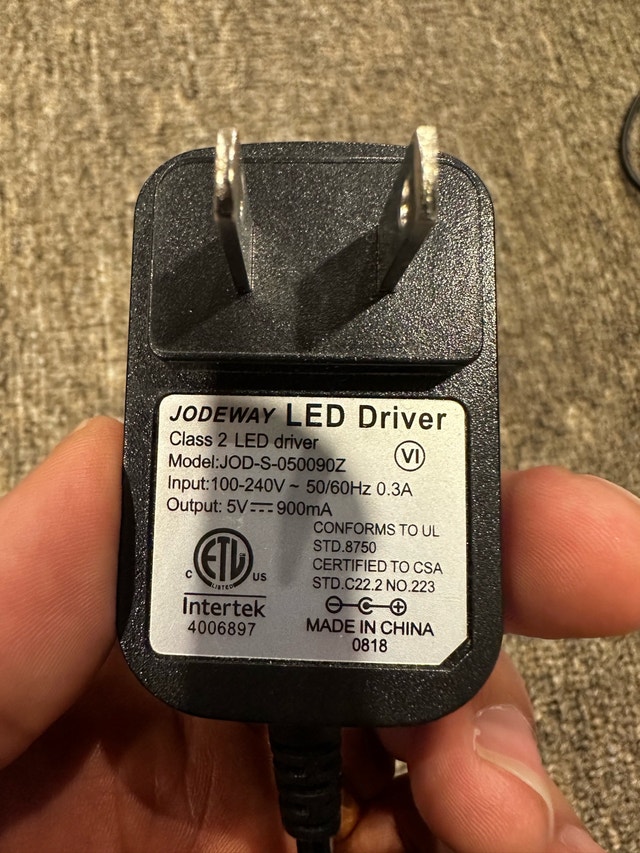 JODEWAY LED Driver
Class 2 LED driver
VI
Model:JOD-S-050090Z
Input:100-240V ~ 50/60Hz 0.3A
Output: 5V⎓900mA
CONFORMS TO UL
STD.8750
CERTIFIED TO CSA
STD.C22.2 NO.223
C ETL US
LISTED
Intertek
4006897
MADE IN CHINA
0818